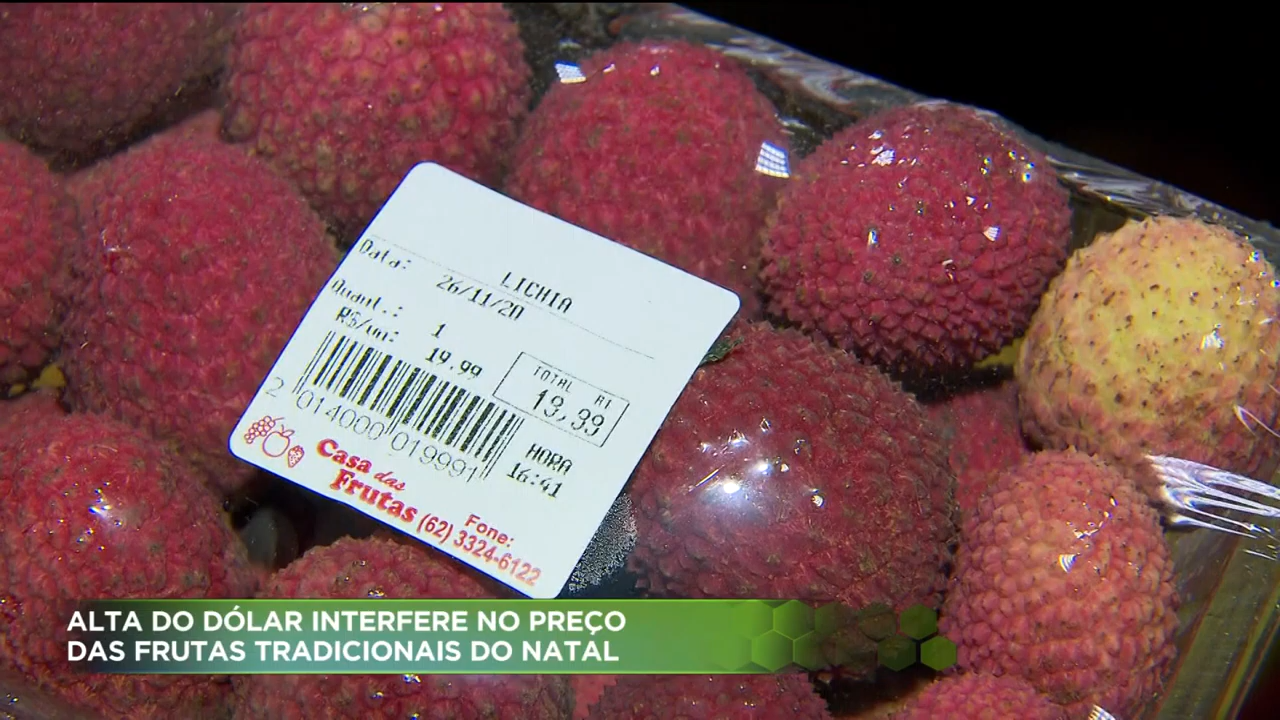 LICHIA
Data: 26/11/20
Quant.: 1
R$/un: 19.99
TOTAL R$
19,99
2 014000 019991
HORA
16:41
Casa das
Frutas
Fone:
(62) 3324-6122
ALTA DO DÓLAR INTERFERE NO PREÇO
DAS FRUTAS TRADICIONAIS DO NATAL